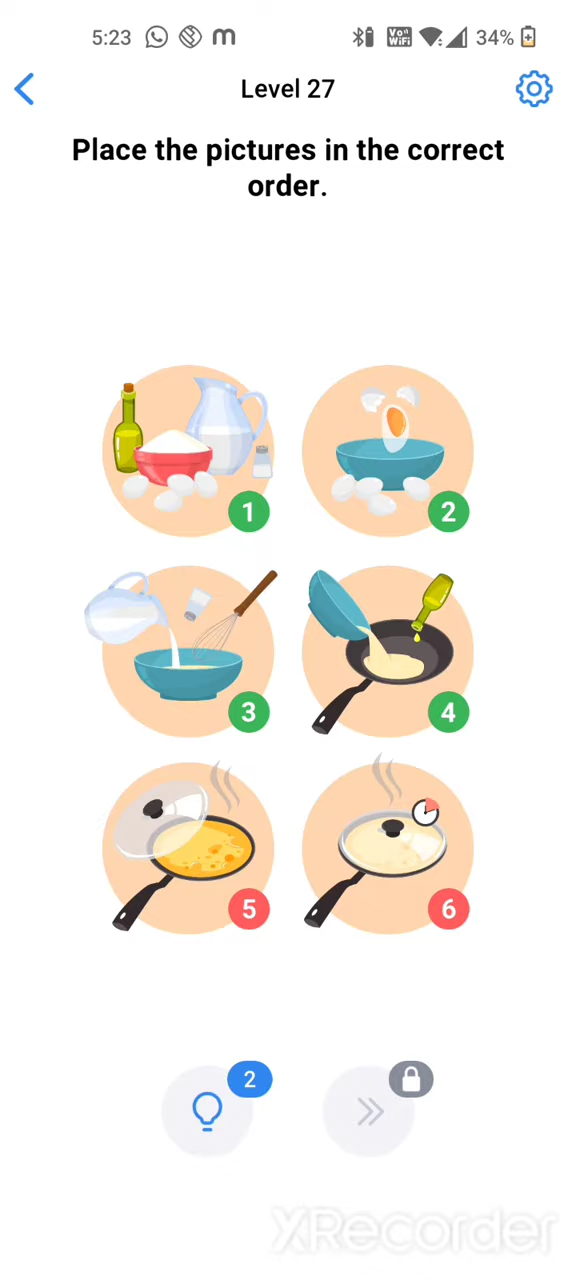 5:23 34%
Level 27
Place the pictures in the correct
order.
1 2
3 4
5 6
2
XRecorder